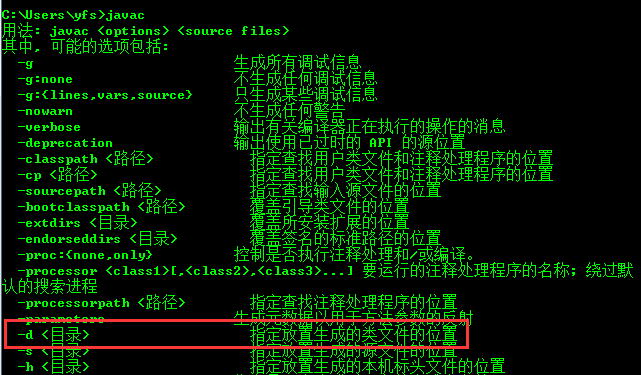 C:\Users\yfs>javac
用法: javac <options> <source files>
其中, 可能的选项包括:
-g 生成所有调试信息
-g:none 不生成任何调试信息
-g:{lines,vars,source} 只生成某些调试信息
-nowarn 不生成任何警告
-verbose 输出有关编译器正在执行的操作的消息
-deprecation 输出使用已过时的 API 的源位置
-classpath <路径> 指定查找用户类文件和注释处理程序的位置
-cp <路径> 指定查找用户类文件和注释处理程序的位置
-sourcepath <路径> 指定查找输入源文件的位置
-bootclasspath <路径> 覆盖引导类文件的位置
-extdirs <目录> 覆盖所安装扩展的位置
-endorseddirs <目录> 覆盖签名的标准路径的位置
-proc:{none,only} 控制是否执行注释处理和/或编译。
-processor <class1>[,<class2>,<class3>...] 要运行的注释处理程序的名称; 绕过默
认的搜索进程
-processorpath <路径> 指定查找注释处理程序的位置
-parameters 生成元数据以用于方法参数的反射
-d <目录> 指定放置生成的类文件的位置
-s <目录> 指定放置生成的源文件的位置
-h <目录> 指定放置生成的本机标头文件的位置